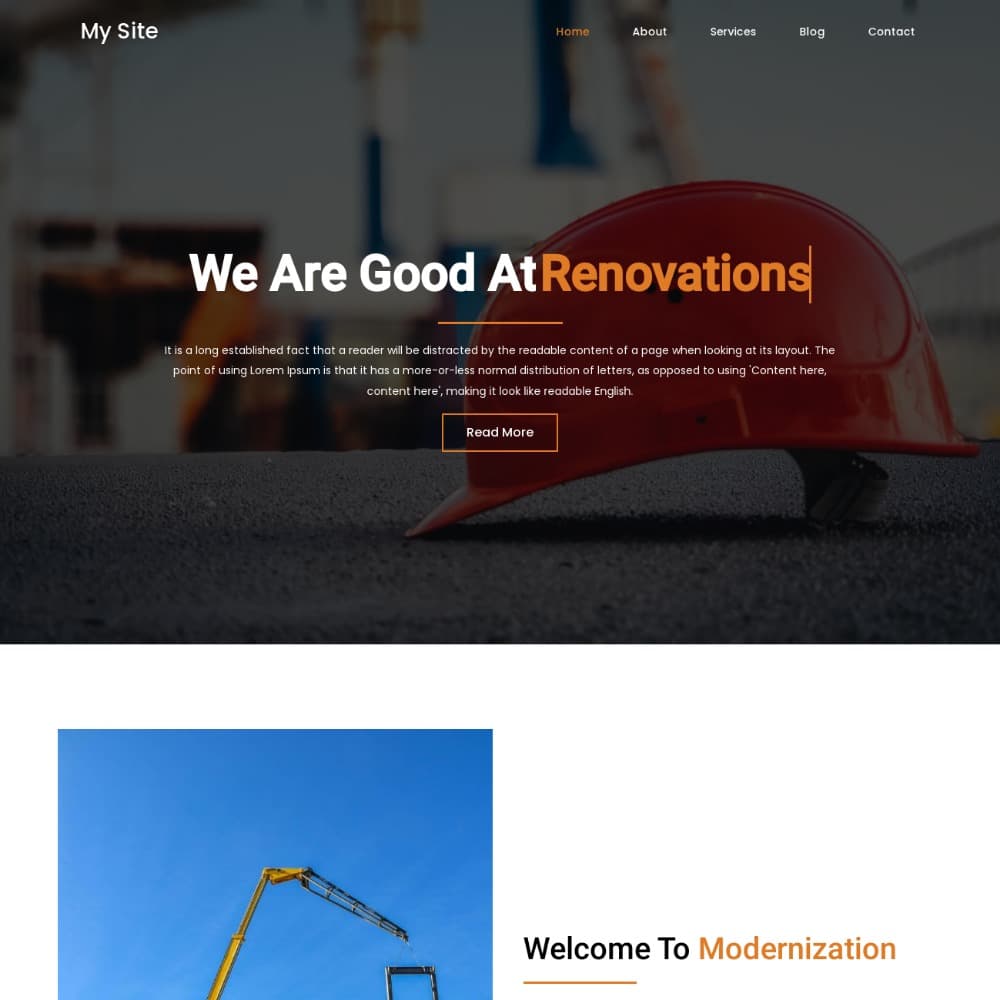 My Site
Home About Services Blog Contact
We Are Good At Renovations
It is a long established fact that a reader will be distracted by the readable content of a page when looking at its layout. The
point of using Lorem Ipsum is that it has a more-or-less normal distribution of letters, as opposed to using 'Content here,
content here', making it look like readable English.
Read More
Welcome To Modernization